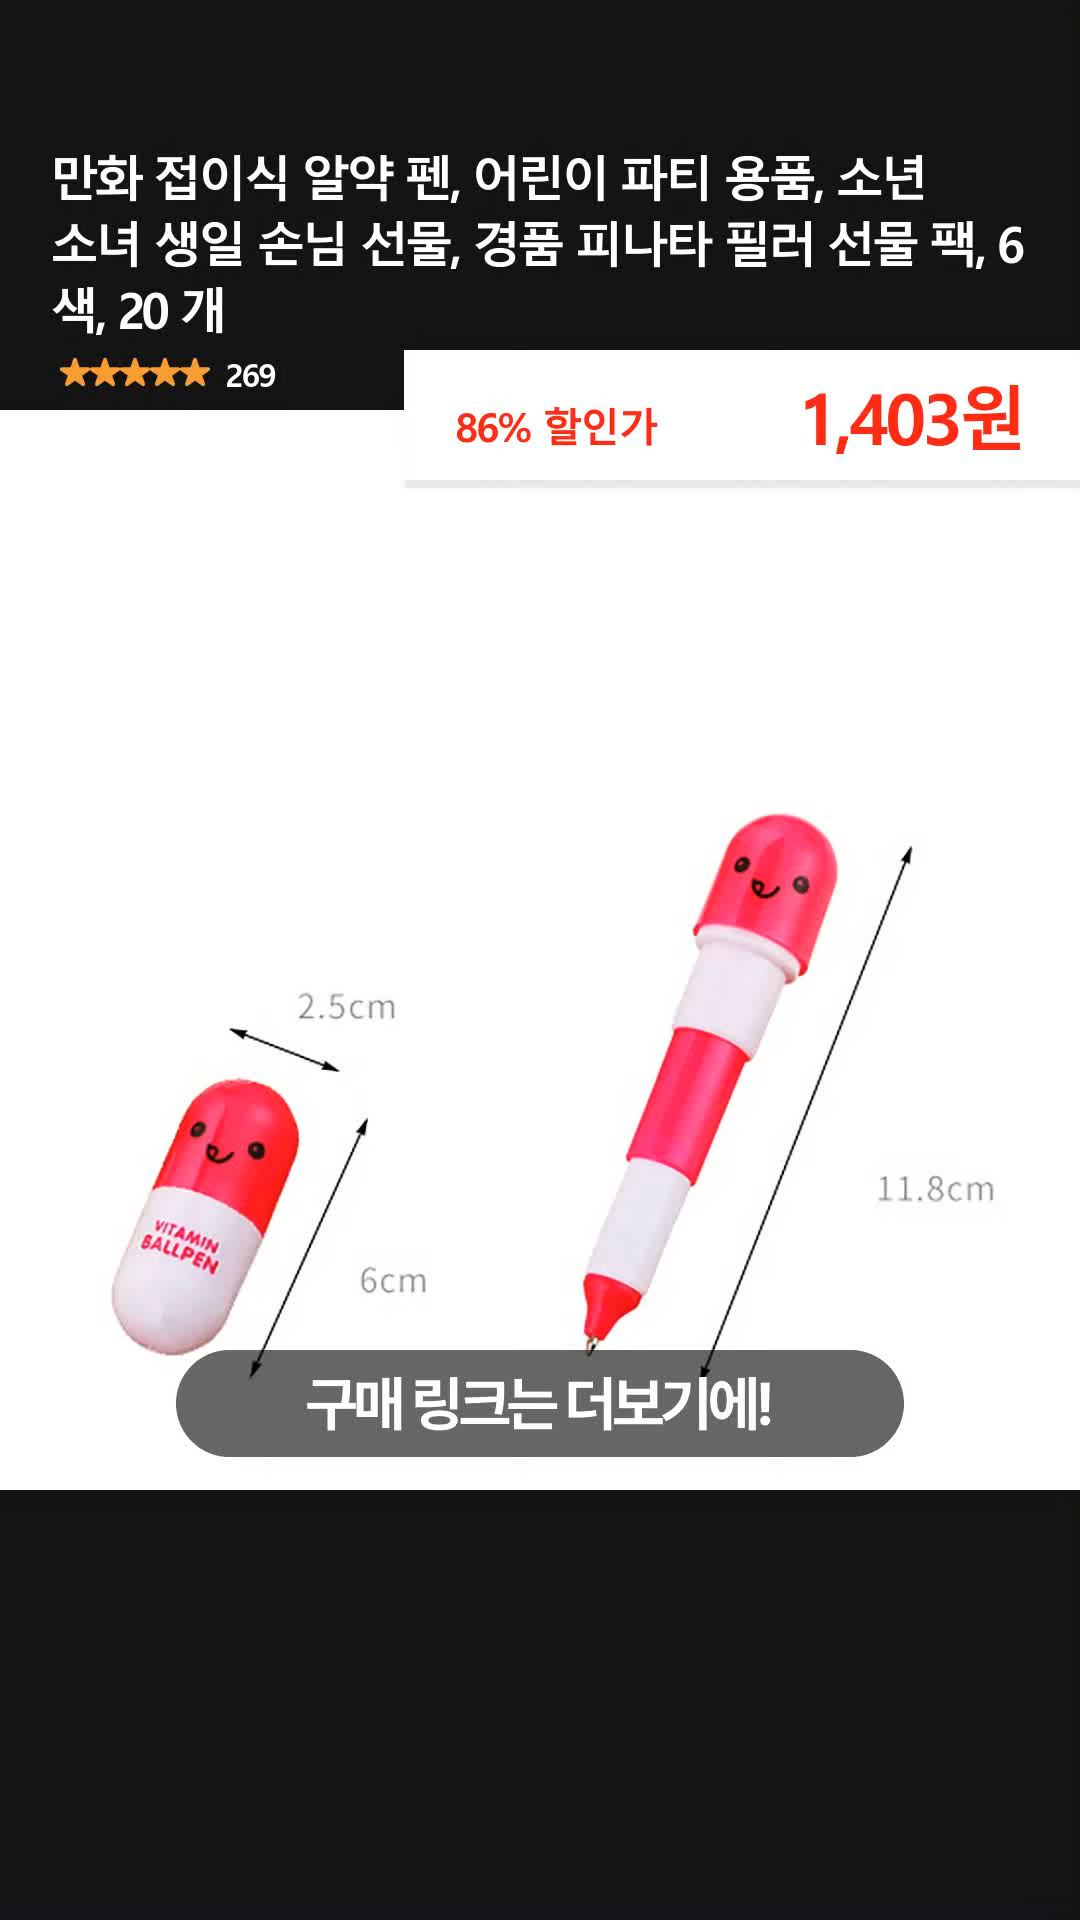 만화 접이식 알약 펜, 어린이 파티 용품, 소년
소녀 생일 손님 선물, 경품 피나타 필러 선물 팩, 6
색, 20 개
269
86% 할인가
1,403원
2.5cm
VITAMIN
BALLPEN
6cm
11.8cm
구매 링크는 더보기에!